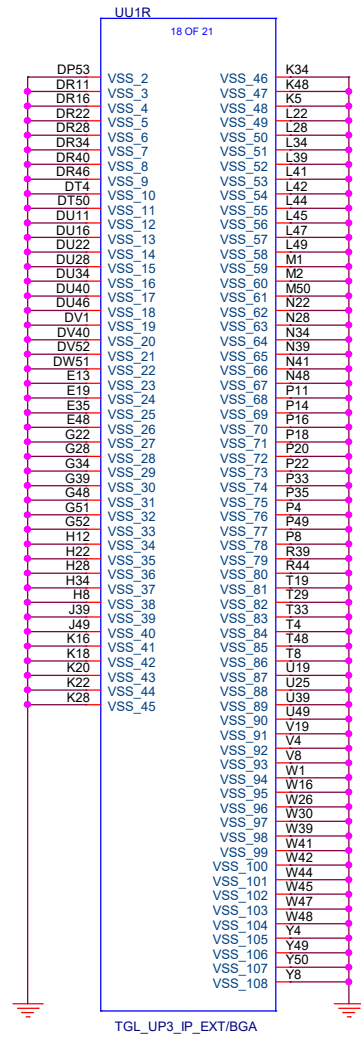 UU1R
18 OF 21
DP53 VSS_2 VSS_46 K34
DR11 VSS_3 VSS_47 K48
DR16 VSS_4 VSS_48 K5
DR22 VSS_5 VSS_49 L22
DR28 VSS_6 VSS_50 L28
DR34 VSS_7 VSS_51 L34
DR40 VSS_8 VSS_52 L39
DR46 VSS_9 VSS_53 L41
DT4 VSS_10 VSS_54 L42
DT50 VSS_11 VSS_55 L44
DU11 VSS_12 VSS_56 L45
DU16 VSS_13 VSS_57 L47
DU22 VSS_14 VSS_58 L49
DU28 VSS_15 VSS_59 M1
DU34 VSS_16 VSS_60 M2
DU40 VSS_17 VSS_61 M50
DU46 VSS_18 VSS_62 N22
DV1 VSS_19 VSS_63 N28
DV40 VSS_20 VSS_64 N34
DV52 VSS_21 VSS_65 N39
DW51 VSS_22 VSS_66 N41
E13 VSS_23 VSS_67 N48
E19 VSS_24 VSS_68 P11
E35 VSS_25 VSS_69 P14
E48 VSS_26 VSS_70 P16
G22 VSS_27 VSS_71 P18
G28 VSS_28 VSS_72 P20
G34 VSS_29 VSS_73 P22
G39 VSS_30 VSS_74 P33
G48 VSS_31 VSS_75 P35
G51 VSS_32 VSS_76 P4
G52 VSS_33 VSS_77 P49
H12 VSS_34 VSS_78 P8
H22 VSS_35 VSS_79 R39
H28 VSS_36 VSS_80 R44
H34 VSS_37 VSS_81 T19
H8 VSS_38 VSS_82 T29
J39 VSS_39 VSS_83 T33
J49 VSS_40 VSS_84 T4
K16 VSS_41 VSS_85 T48
K18 VSS_42 VSS_86 T8
K20 VSS_43 VSS_87 U19
K22 VSS_44 VSS_88 U25
K28 VSS_45 VSS_89 U39
VSS_90 U49
VSS_91 V19
VSS_92 V4
VSS_93 V8
VSS_94 W1
VSS_95 W16
VSS_96 W26
VSS_97 W30
VSS_98 W39
VSS_99 W41
VSS_100 W42
VSS_101 W44
VSS_102 W45
VSS_103 W47
VSS_104 W48
VSS_105 Y4
VSS_106 Y49
VSS_107 Y50
VSS_108 Y8
TGL_UP3_IP_EXT/BGA